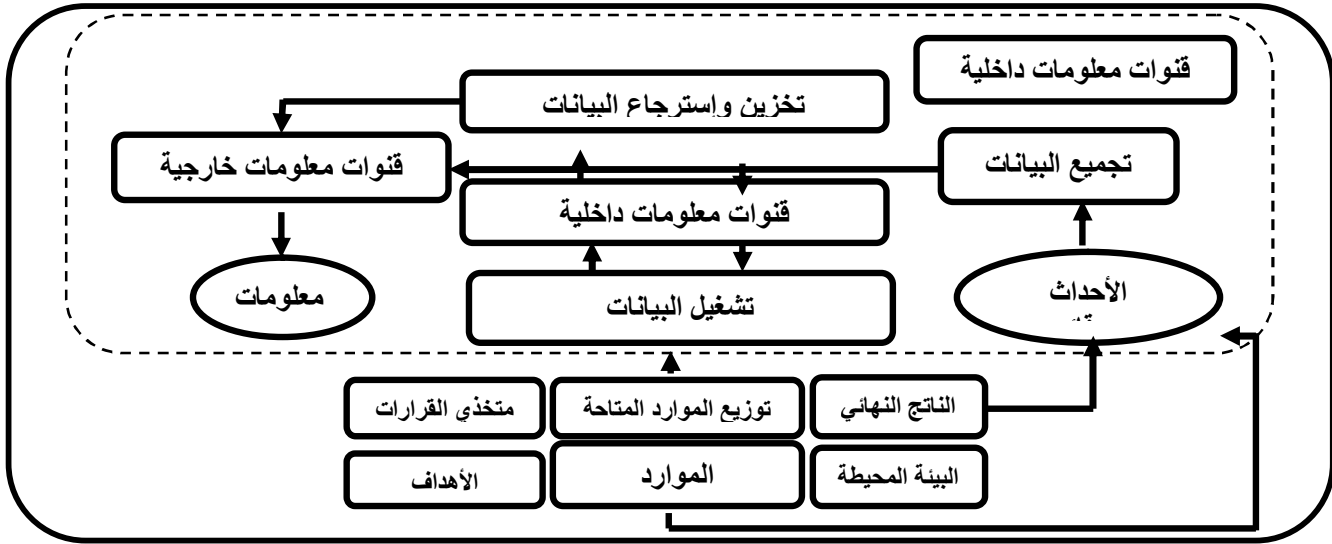 قنوات معلومات داخلية
تخزين وإسترجاع البيانات
تجميع البيانات
قنوات معلومات خارجية
قنوات معلومات داخلية
الأحداث
تشغيل البيانات
معلومات
الناتج النهائي
توزيع الموارد المتاحة
متخذي القرارات
البيئة المحيطة
الموارد
الأهداف